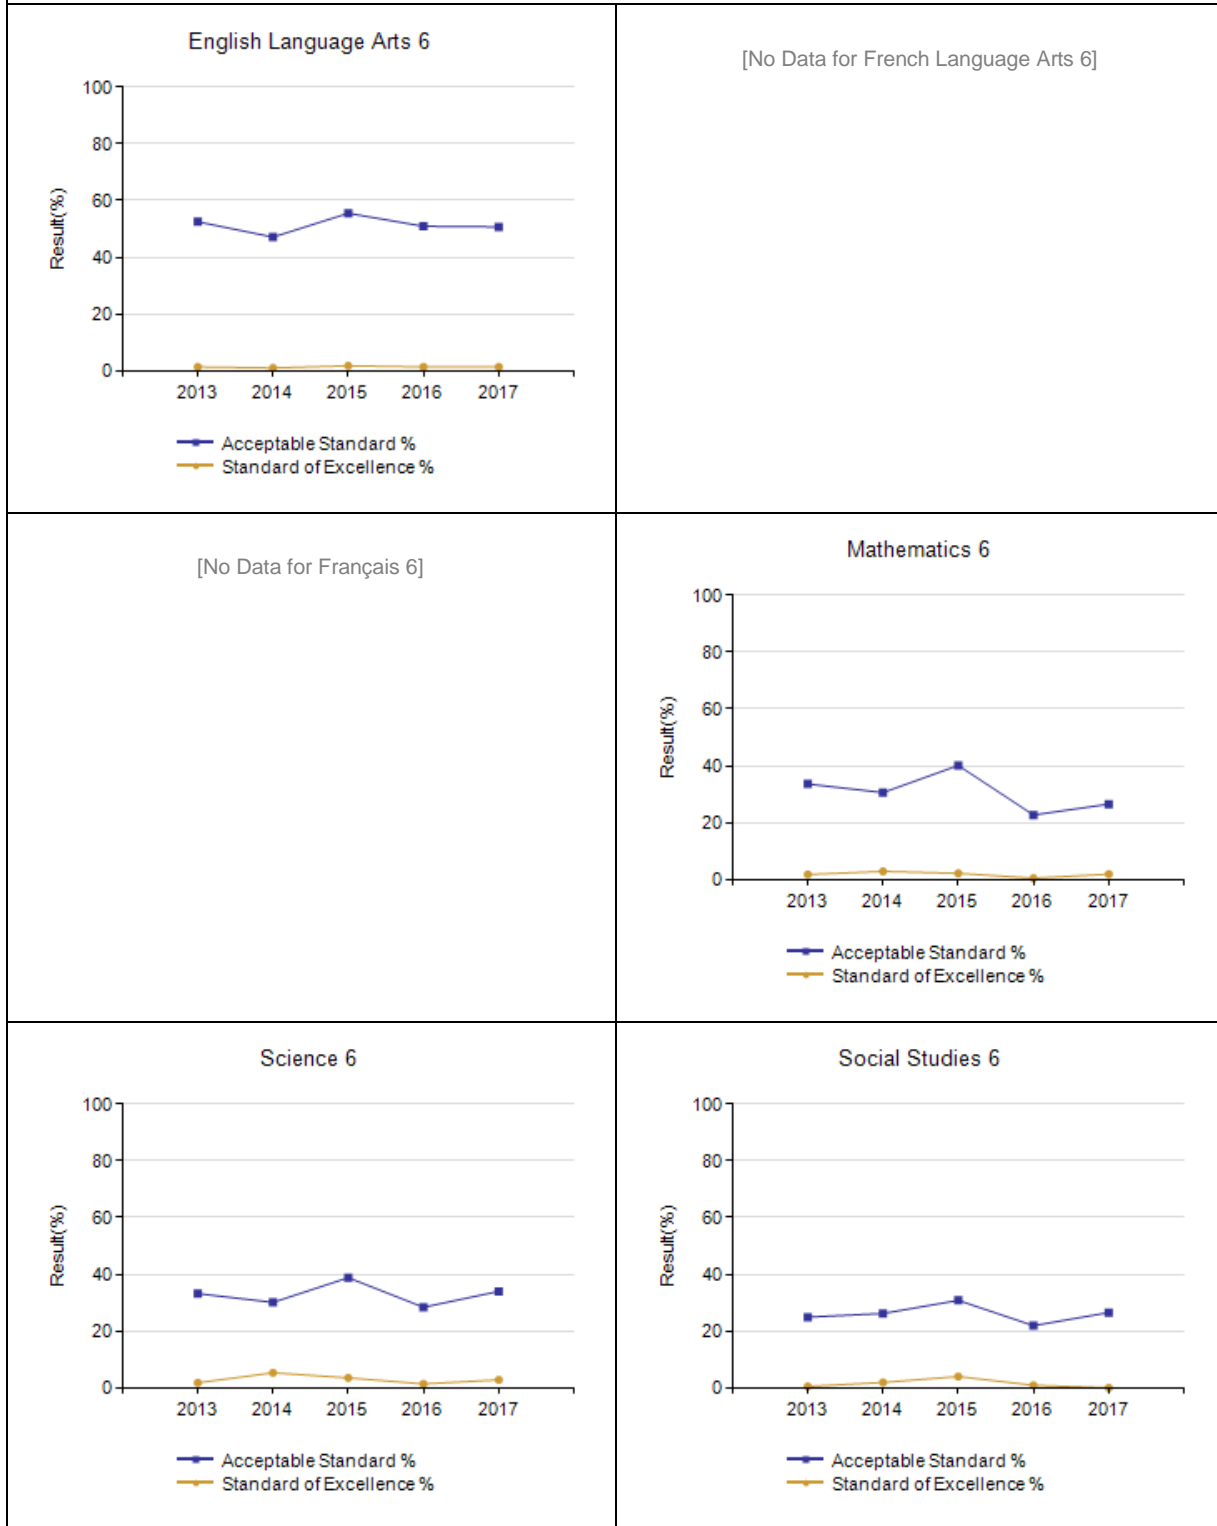 English Language Arts 6
100
80
60
40
20
0
Result(%)
2013 2014 2015 2016 2017
Acceptable Standard %
Standard of Excellence %
[No Data for French Language Arts 6]
[No Data for Français 6]
Mathematics 6
100
80
60
40
20
0
Result(%)
2013 2014 2015 2016 2017
Acceptable Standard %
Standard of Excellence %
Science 6
100
80
60
40
20
0
Result(%)
2013 2014 2015 2016 2017
Acceptable Standard %
Standard of Excellence %
Social Studies 6
100
80
60
40
20
0
Result(%)
2013 2014 2015 2016 2017
Acceptable Standard %
Standard of Excellence %